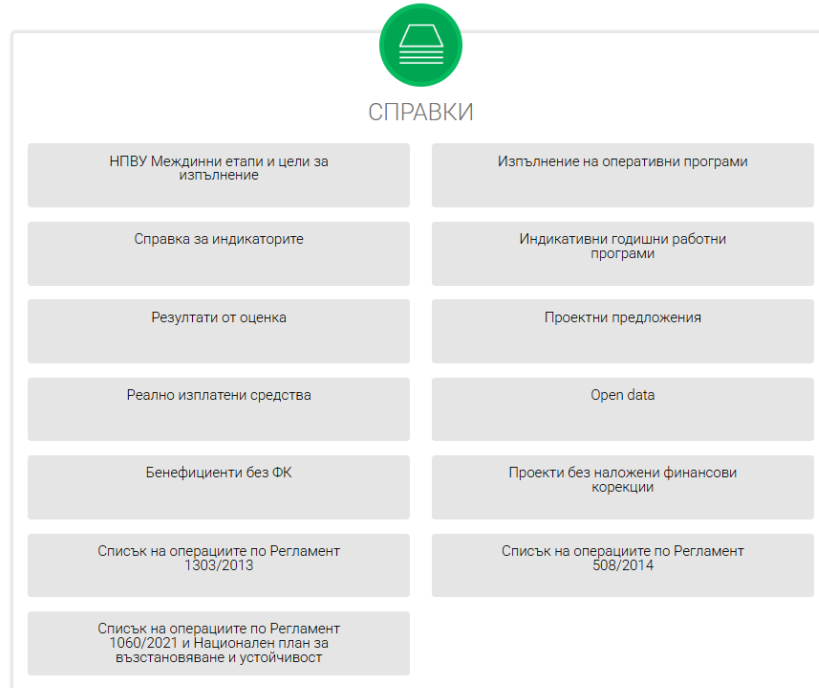 СПРАВКИ
НПВУ Междинни етапи и цели за
изпълнение
Изпълнение на оперативни програми
Справка за индикаторите
Индикативни годишни работни
програми
Резултати от оценка
Проектни предложения
Реално изплатени средства
Open data
Бенефициенти без ФК
Проекти без наложени финансови
корекции
Списък на операциите по Регламент
1303/2013
Списък на операциите по Регламент
508/2014
Списък на операциите по Регламент
1060/2021 и Национален план за
възстановяване и устойчивост